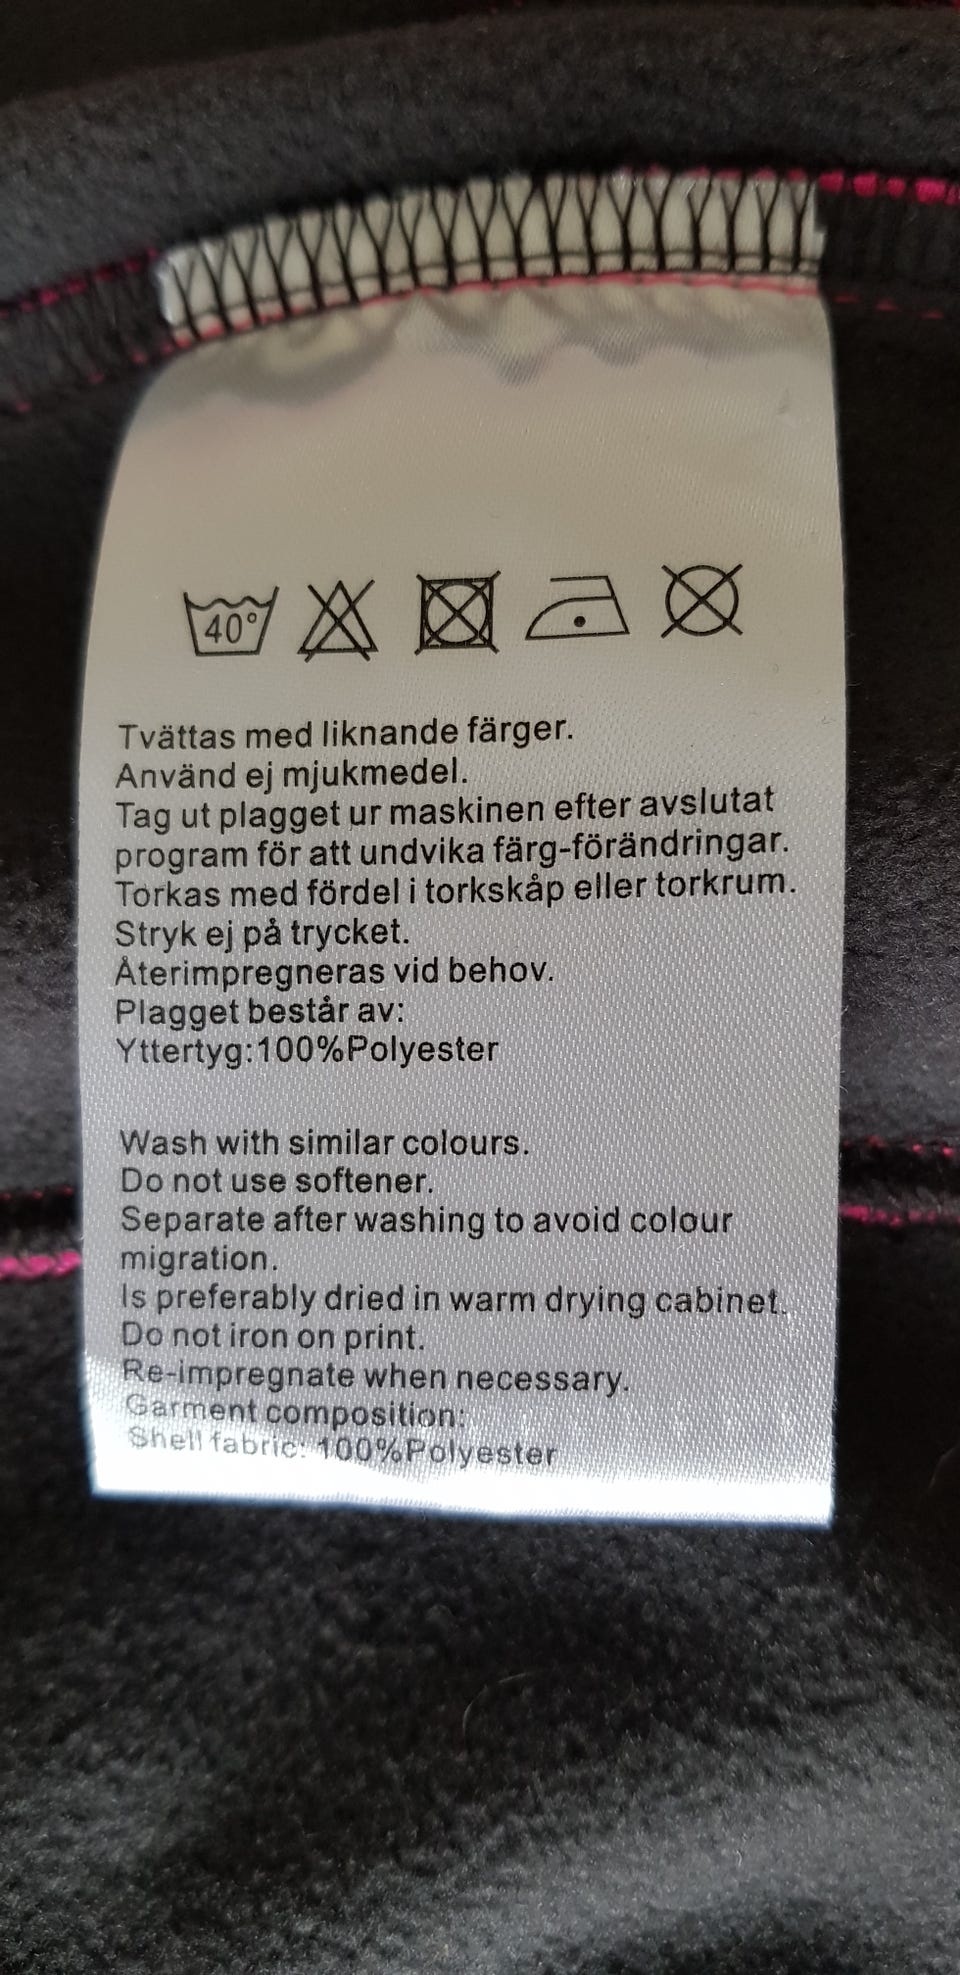 40°
Tvättas med liknande färger.
Använd ej mjukmedel.
Tag ut plagget ur maskinen efter avslutat
program för att undvika färg-förändringar.
Torkas med fördel i torkskåp eller torkrum.
Stryk ej på trycket.
Återimpregneras vid behov.
Plagget består av:
Yttertyg:100%Polyester
Wash with similar colours.
Do not use softener.
Separate after washing to avoid colour
migration.
Is preferably dried in warm drying cabinet.
Do not iron on print.
Re-impregnate when necessary.
Garment composition:
Shell fabric: 100%Polyester